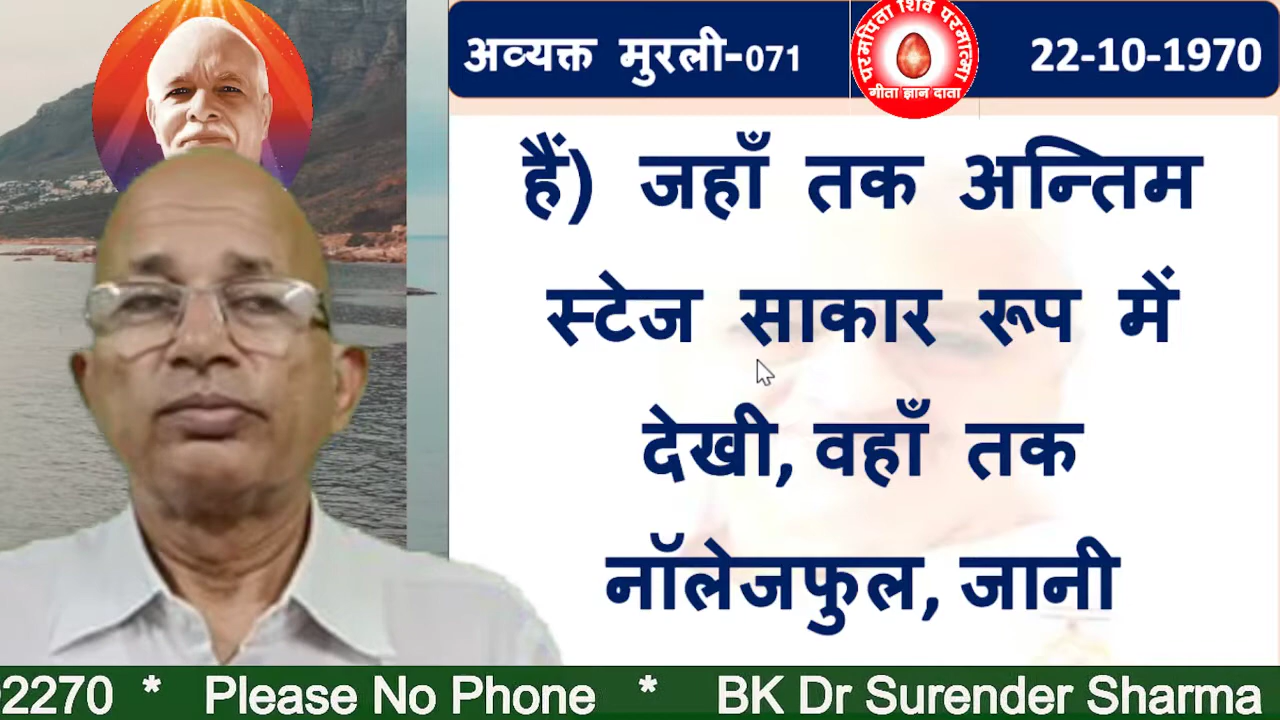 अव्यक्त मुरली-071
परमपिता शिव परमात्मा
गीता ज्ञान दाता
22-10-1970
हैं) जहाँ तक अन्तिम
स्टेज साकार रूप में
देखी, वहाँ तक
नॉलेजफुल, जानी
2270 * Please No Phone * BK Dr Surender Sharma